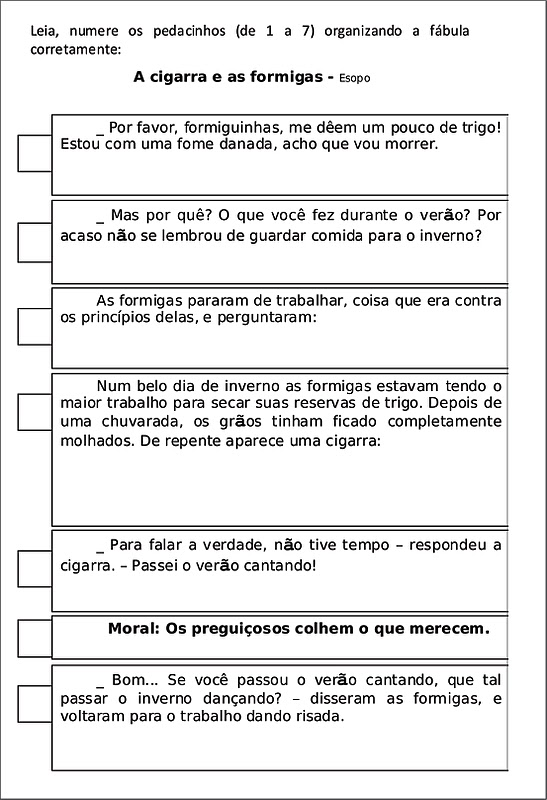 Leia, numere os pedacinhos (de 1 a 7) organizando a fábula
corretamente:
A cigarra e as formigas - Esopo
_ Por favor, formiguinhas, me dêem um pouco de trigo!
Estou com uma fome danada, acho que vou morrer.
_ Mas por quê? O que você fez durante o verão? Por
acaso não se lembrou de guardar comida para o inverno?
As formigas pararam de trabalhar, coisa que era contra
os princípios delas, e perguntaram:
Num belo dia de inverno as formigas estavam tendo o
maior trabalho para secar suas reservas de trigo. Depois de
uma chuvarada, os grãos tinham ficado completamente
molhados. De repente aparece uma cigarra:
_ Para falar a verdade, não tive tempo – respondeu a
cigarra. – Passei o verão cantando!
Moral: Os preguiçosos colhem o que merecem.
_ Bom... Se você passou o verão cantando, que tal
passar o inverno dançando? – disseram as formigas, e
voltaram para o trabalho dando risada.